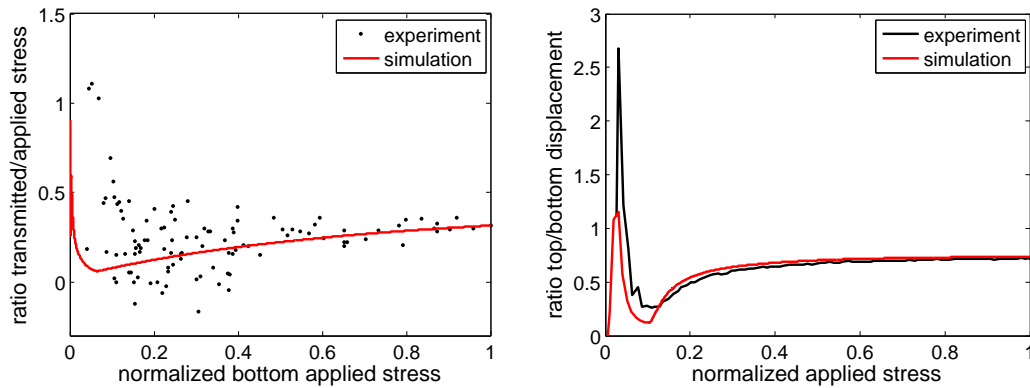 1.5
1
0.5
0
0
0.2
0.4
0.6
0.8
1
ratio transmitted/applied stress
normalized bottom applied stress
experiment
simulation
3
2.5
2
1.5
1
0.5
0
0
0.2
0.4
0.6
0.8
1
ratio top/bottom displacement
normalized applied stress
experiment
simulation